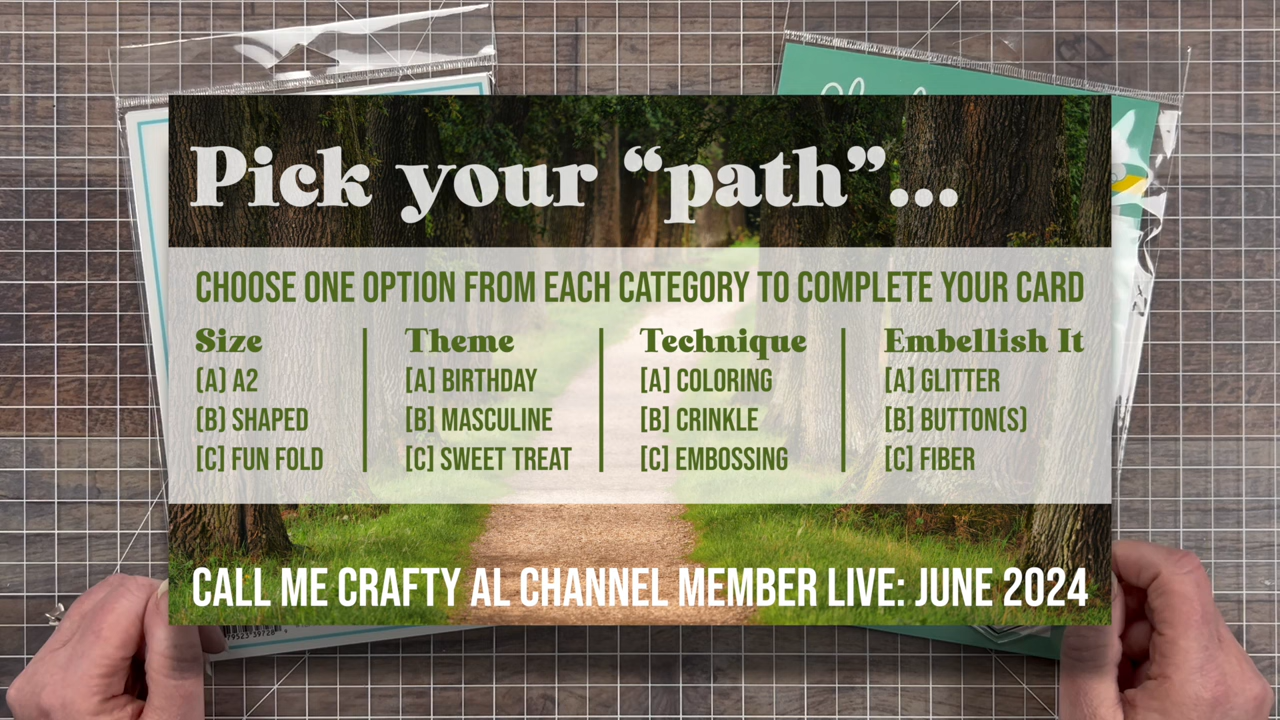 Pick your “path”...
CHOOSE ONE OPTION FROM EACH CATEGORY TO COMPLETE YOUR CARD
Size
(A) A2
(B) SHAPED
[C] FUN FOLD
Theme
[A] BIRTHDAY
[B] MASCULINE
[C] SWEET TREAT
Technique
[A] COLORING
[B] CRINKLE
[C] EMBOSSING
Embellish It
[A] GLITTER
[B] BUTTON(S)
[C] FIBER
CALL ME CRAFTY AL CHANNEL MEMBER LIVE: JUNE 2024